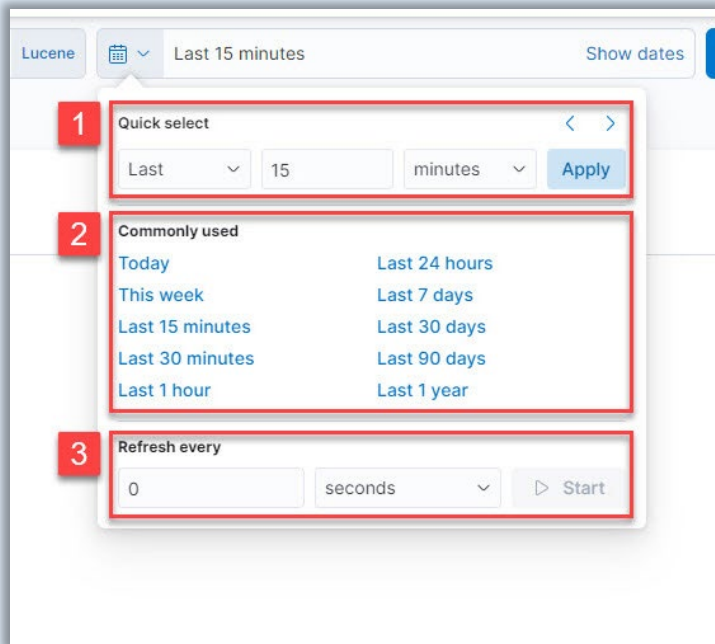 Lucene Last 15 minutes Show dates
1 Quick select
Last 15 minutes Apply
2 Commonly used
Today Last 24 hours
This week Last 7 days
Last 15 minutes Last 30 days
Last 30 minutes Last 90 days
Last 1 hour Last 1 year
3 Refresh every
0 seconds Start